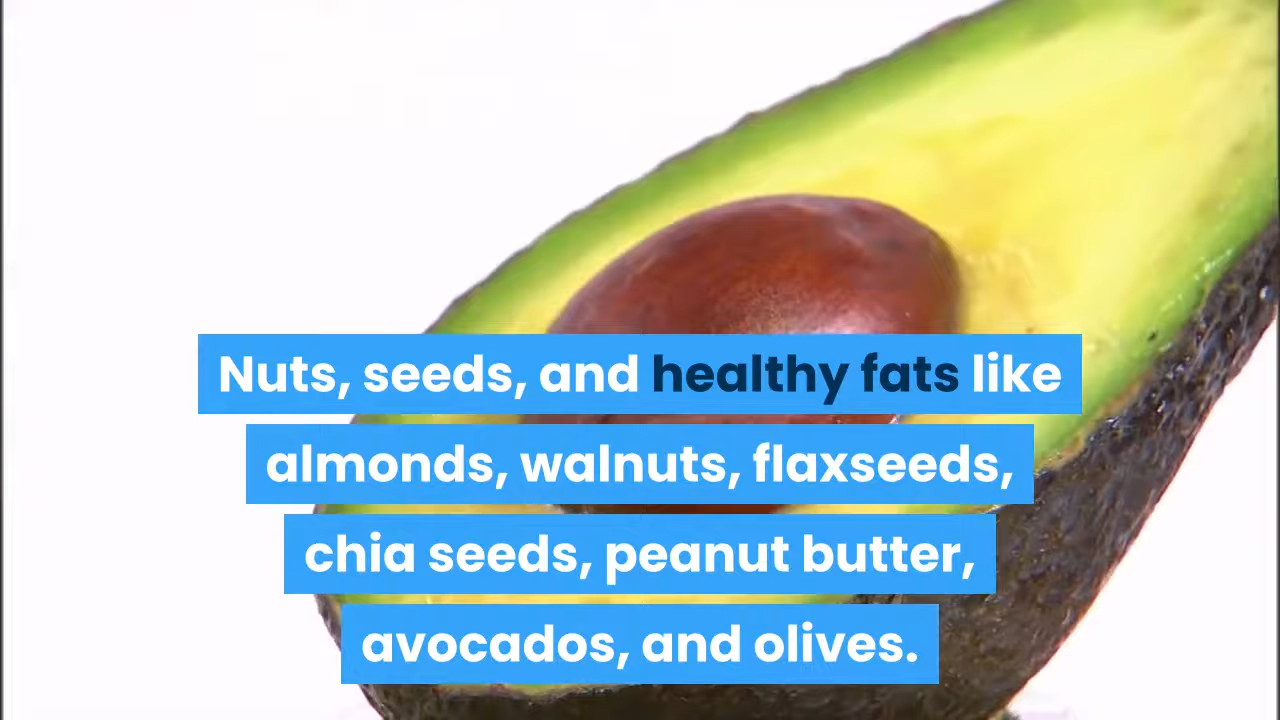 Nuts, seeds, and healthy fats like
almonds, walnuts, flaxseeds,
chia seeds, peanut butter,
avocados, and olives.